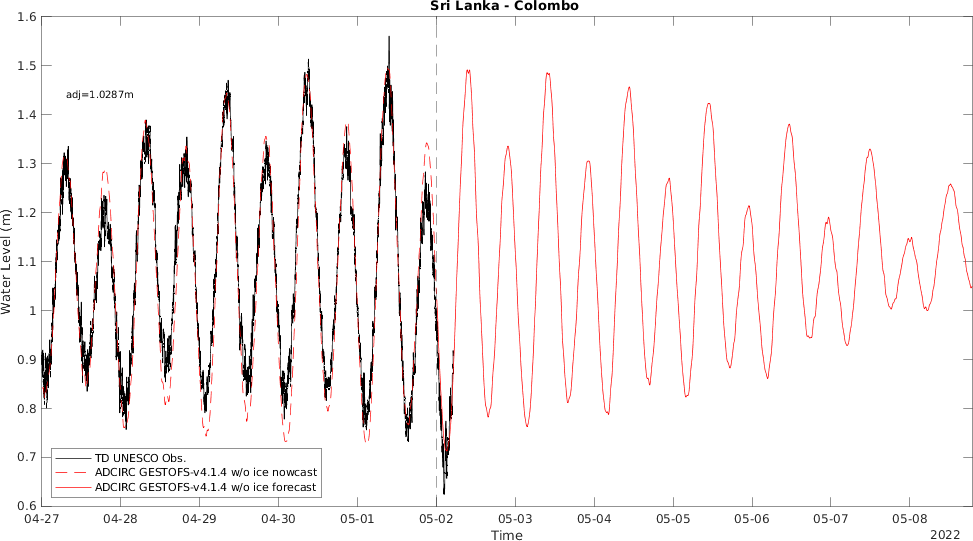 Sri Lanka - Colombo
1.6
1.5
1.4
1.3
1.2
1.1
1
0.9
0.8
0.7
0.6
Water Level (m)
adj=1.0287m
TD UNESCO Obs.
ADCIRC GESTOFS-v4.1.4 w/o ice nowcast
ADCIRC GESTOFS-v4.1.4 w/o ice forecast
04-27 04-28 04-29 04-30 05-01 05-02 05-03 05-04 05-05 05-06 05-07 05-08
Time
2022